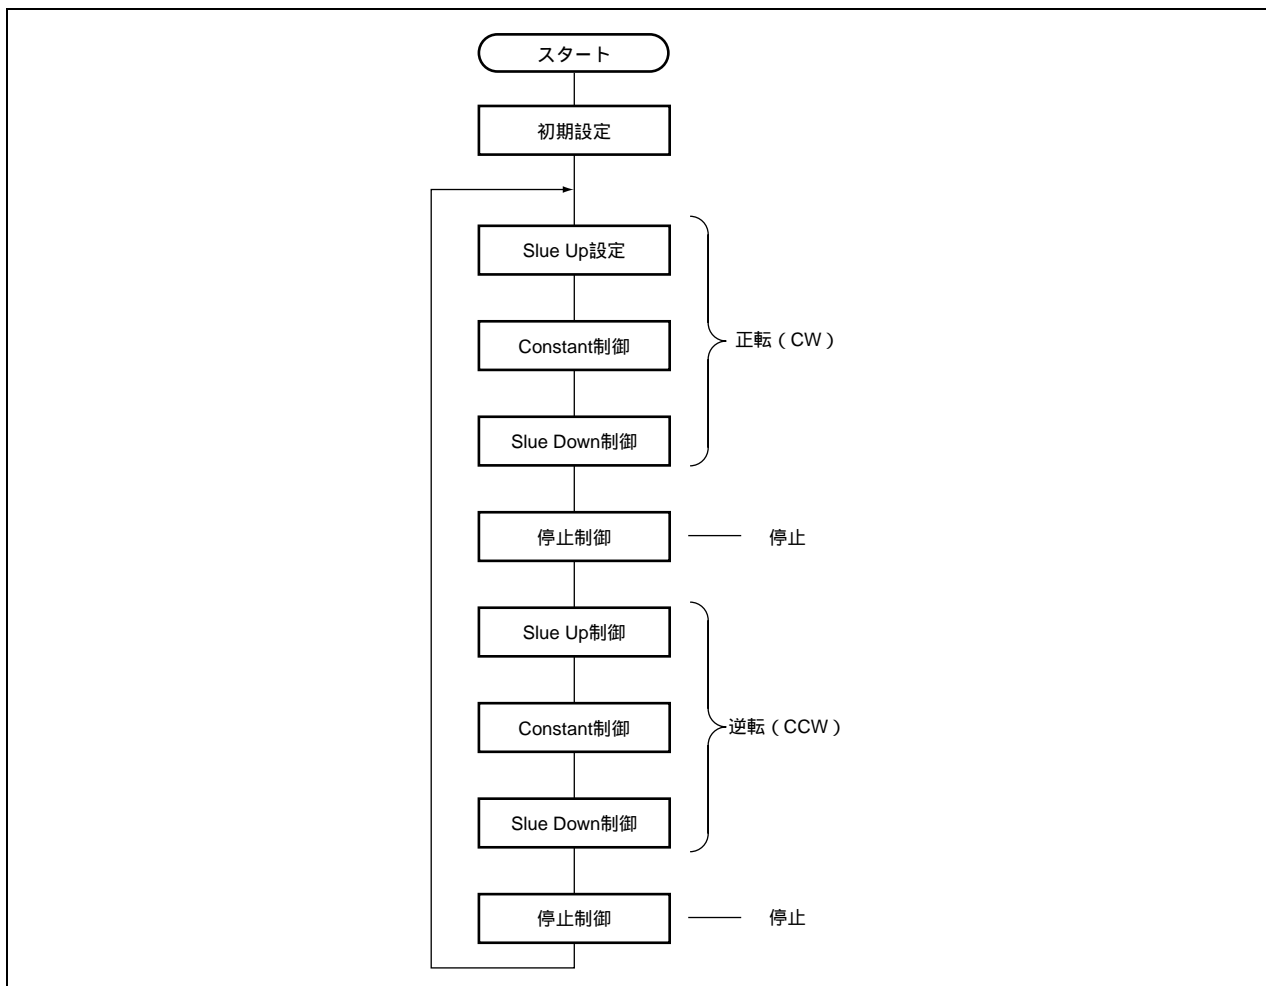 スタート
初期設定
Slue Up設定
Constant制御
正転（CW）
Slue Down制御
停止制御
停止
Slue Up制御
Constant制御
逆転（CCW）
Slue Down制御
停止制御
停止